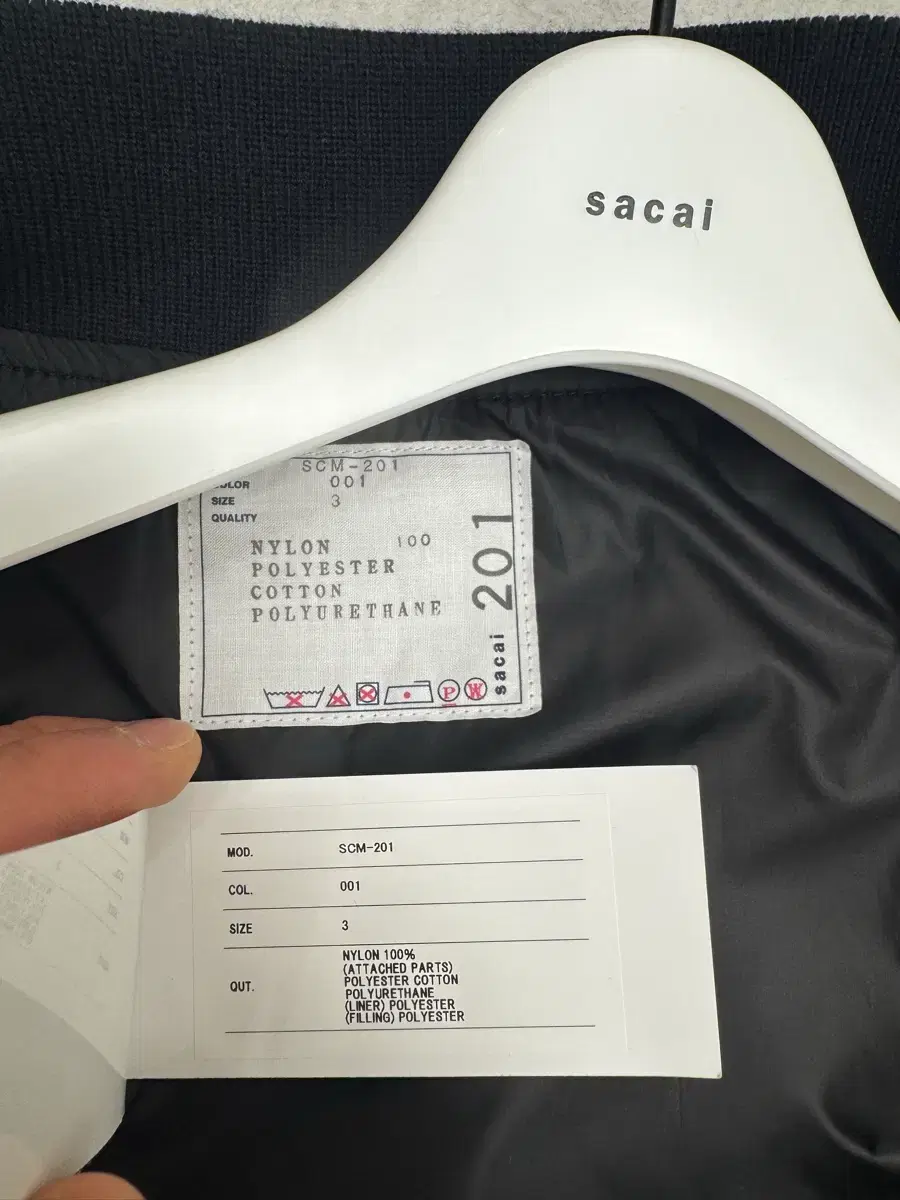 sacai
SCM-201
COLOR 001
SIZE 3
QUALITY
NYLON 100
POLYESTER
COTTON
POLYURETHANE
sacai 201
P W
MOD. SCM-201
COL. 001
SIZE 3
QUT. NYLON 100%
(ATTACHED PARTS)
POLYESTER COTTON
POLYURETHANE
(LINER) POLYESTER
(FILLING) POLYESTER